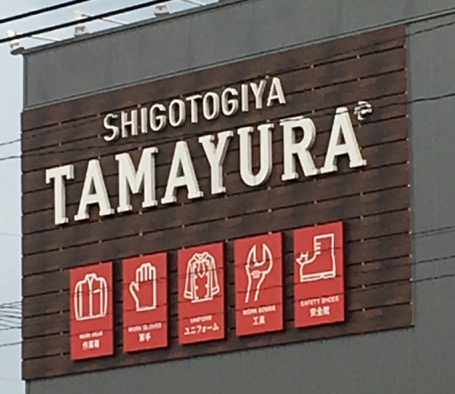 SHIGOTOGIYA
TAMAYURA
WORK WEAR
作業着
WORK GLOVES
軍手
UNIFORM
ユニフォーム
WORK GOODS
工具
SAFETY SHOES
安全靴